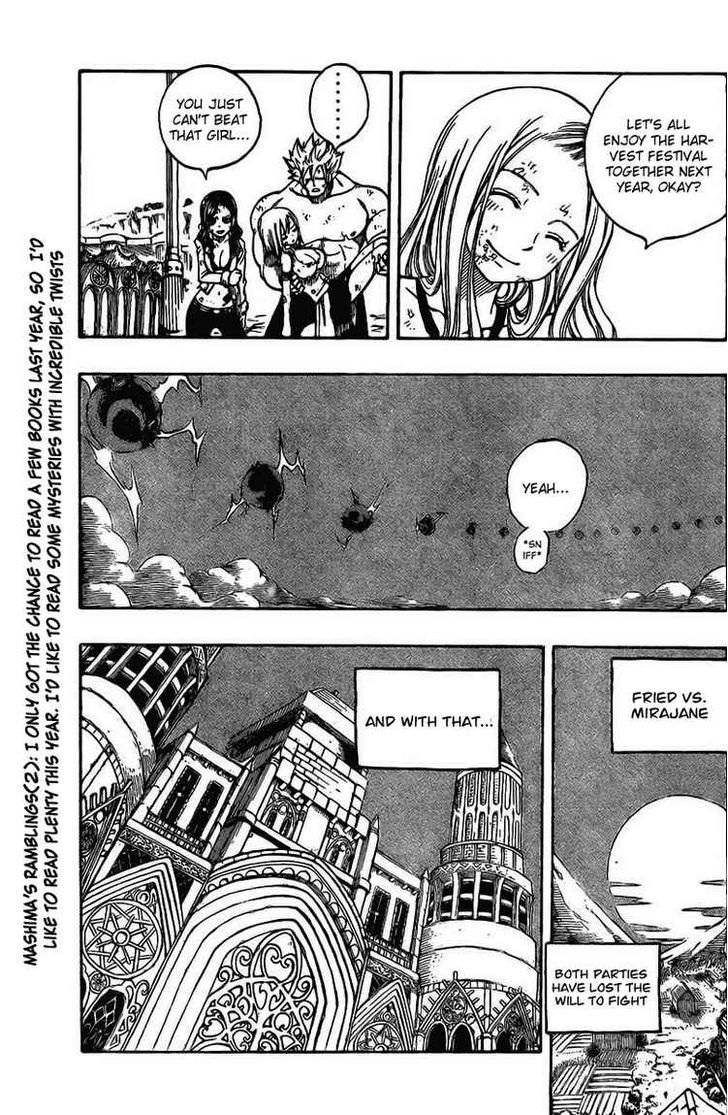 LET'S ALL
ENJOY THE HAR-
VEST FESTIVAL
TOGETHER NEXT
YEAR, OKAY?
.......
YOU JUST
CAN'T BEAT
THAT GIRL...
YEAH...
*SN
IFF*
FRIED VS.
MIRAJANE
BOTH PARTIES
HAVE LOST THE
WILL TO FIGHT
AND WITH THAT...
MASHIMA'S RAMBLINGS(2): I ONLY GOT THE CHANCE TO READ A FEW BOOKS LAST YEAR, SO I'D
LIKE TO READ PLENTY THIS YEAR. I'D LIKE TO READ SOME MYSTERIES WITH INCREDIBLE TWISTS